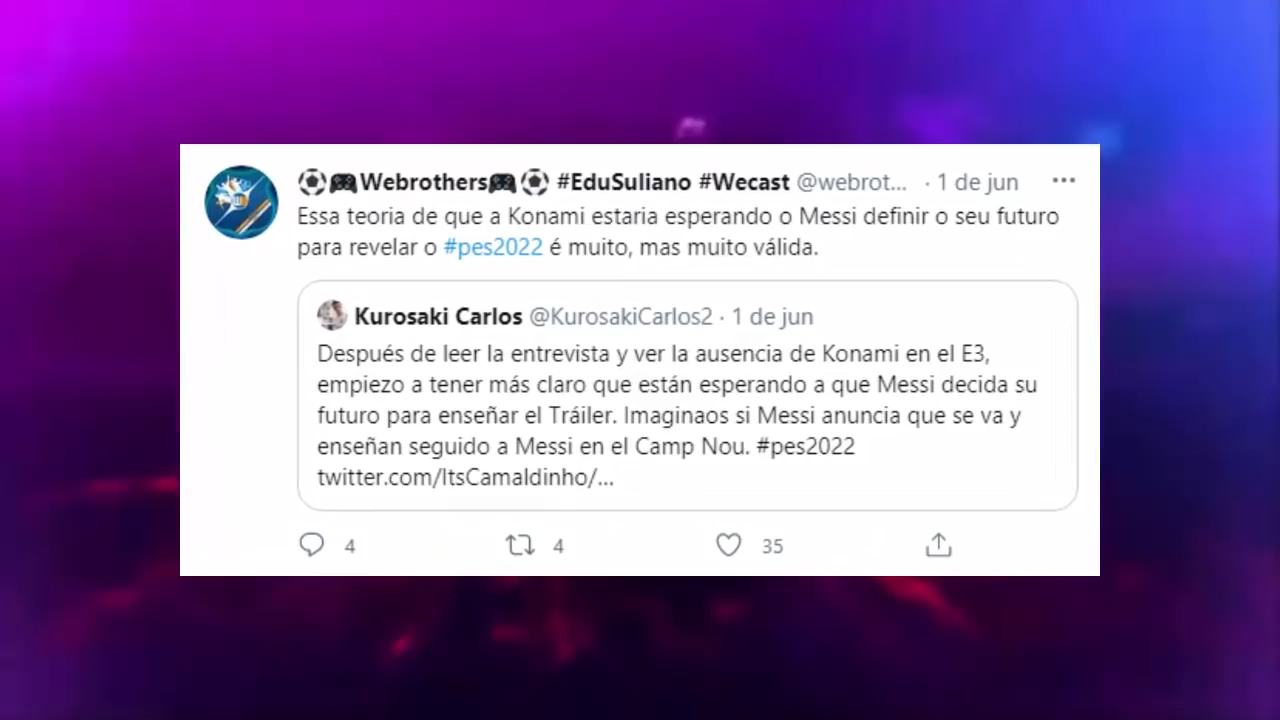 ⚽🎮Webrothers🎮⚽ #EduSuliano #Wecast @webrot... · 1 de jun
Essa teoria de que a Konami estaria esperando o Messi definir o seu futuro
para revelar o #pes2022 é muito, mas muito válida.
Kurosaki Carlos @KurosakiCarlos2 · 1 de jun
Después de leer la entrevista y ver la ausencia de Konami en el E3,
empiezo a tener más claro que están esperando a que Messi decida su
futuro para enseñar el Tráiler. Imaginaos si Messi anuncia que se va y
enseñan seguido a Messi en el Camp Nou. #pes2022
twitter.com/ItsCamaldinho/...
4 4 35